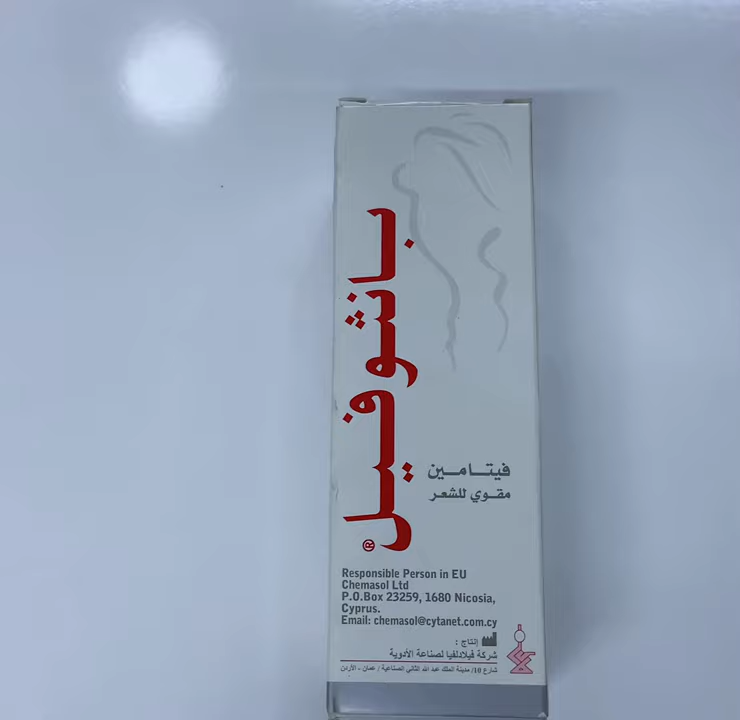 بانثوفيل®
فيتامين
مقوي للشعر
Responsible Person in EU
Chemasol Ltd
P.O.Box 23259, 1680 Nicosia,
Cyprus.
Email: chemasol@cytanet.com.cy
إنتاج :
شركة فيلادلفيا لصناعة الأدوية
شارع 10/ مدينة الملك عبد الله الثاني الصناعية / عمان - الأردن